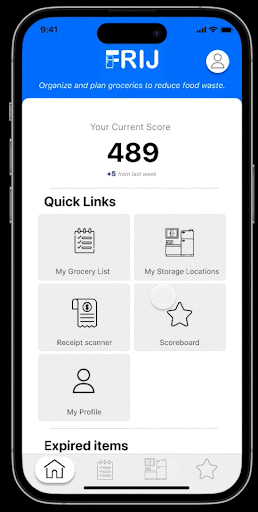 9:41
FRIJ
Organize and plan groceries to reduce food waste.
Your Current Score
489
+5 from last week
Quick Links
My Grocery List
My Storage Locations
Receipt scanner
Scoreboard
My Profile
Expired items